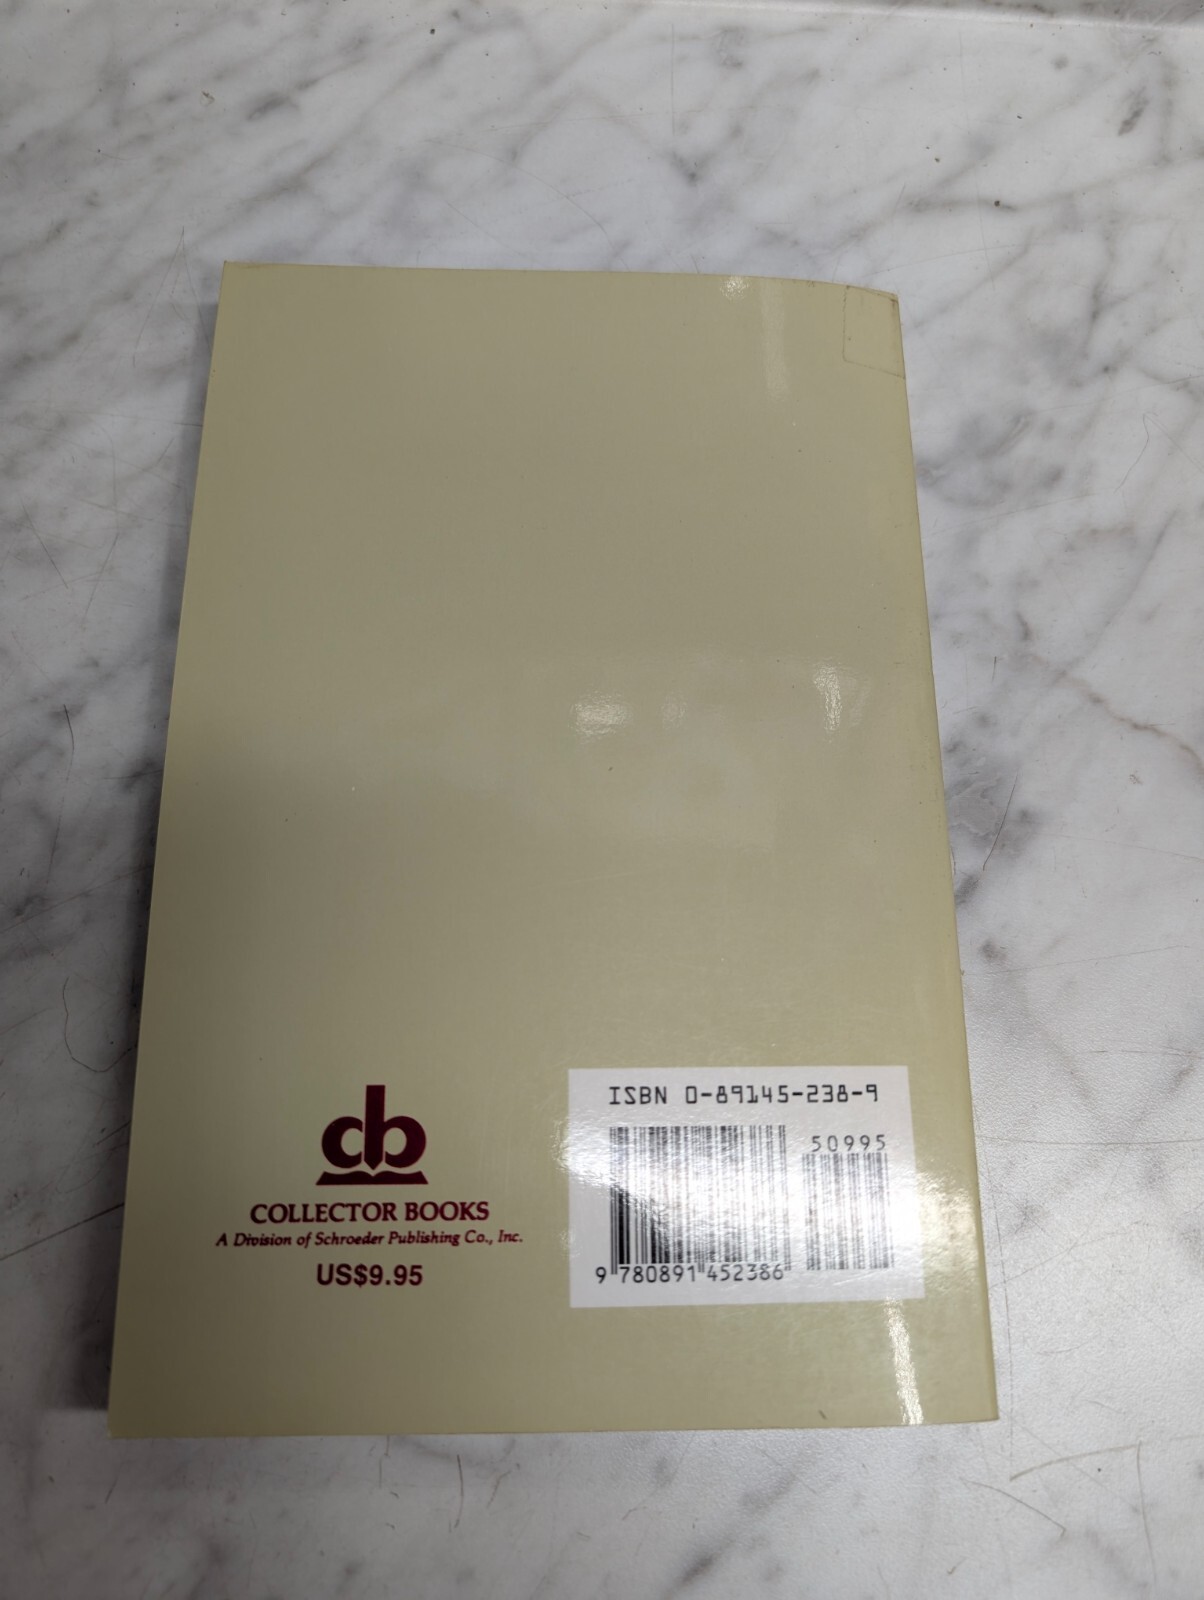 cb
COLLECTOR BOOKS
A Division of Schroeder Publishing Co., Inc.
US$9.95
ISBN 0-89145-238-9
50995
9 780891 452386